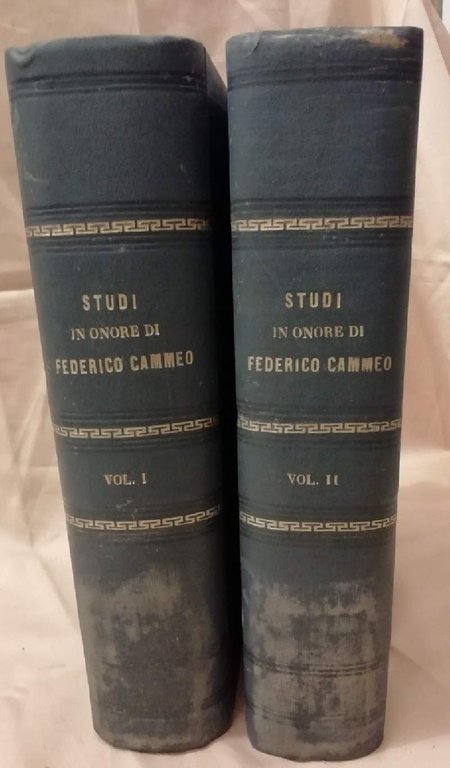 STUDI
IN ONORE DI
FEDERICO CAMMEO
VOL. I
STUDI
IN ONORE DI
FEDERICO CAMMEO
VOL. II